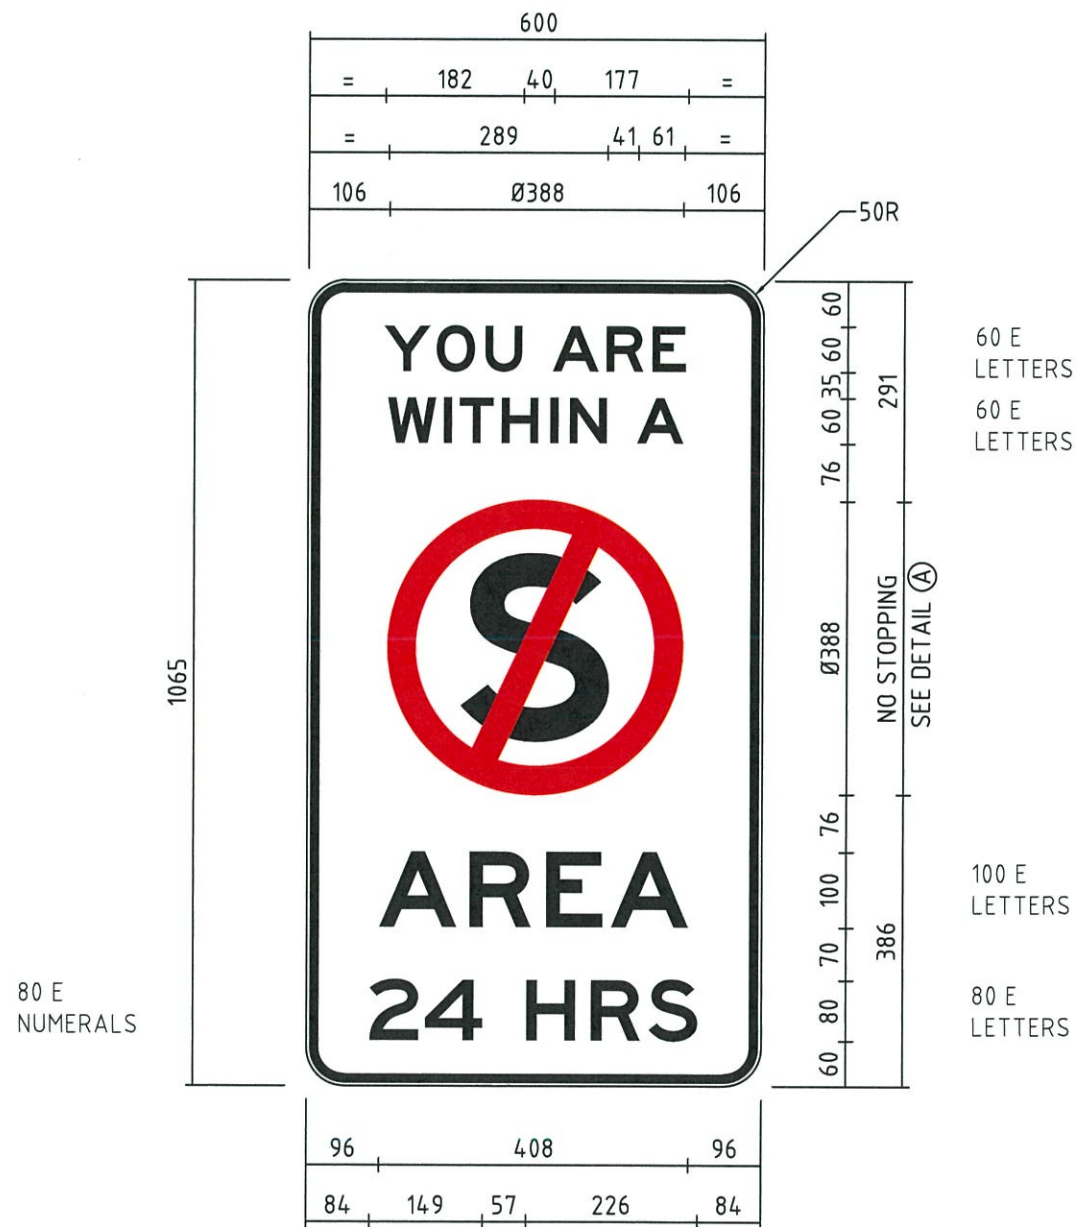 600
= 182 40 177 =
= 289 41 61 =
106 Ø388 106
50R
YOU ARE
WITHIN A
S
AREA
24 HRS
1065
60
60
35
60
76
Ø388
76
100
70
80
60
291
NO STOPPING
SEE DETAIL A
386
60 E
LETTERS
60 E
LETTERS
100 E
LETTERS
80 E
LETTERS
80 E
NUMERALS
96 408 96
84 149 57 226 84